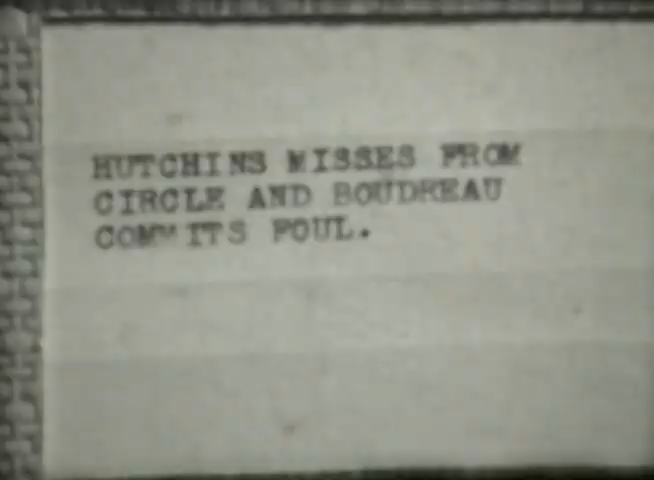 HUTCHINS MISSES FROM
CIRCLE AND BOUDREAU
COMMITS FOUL.